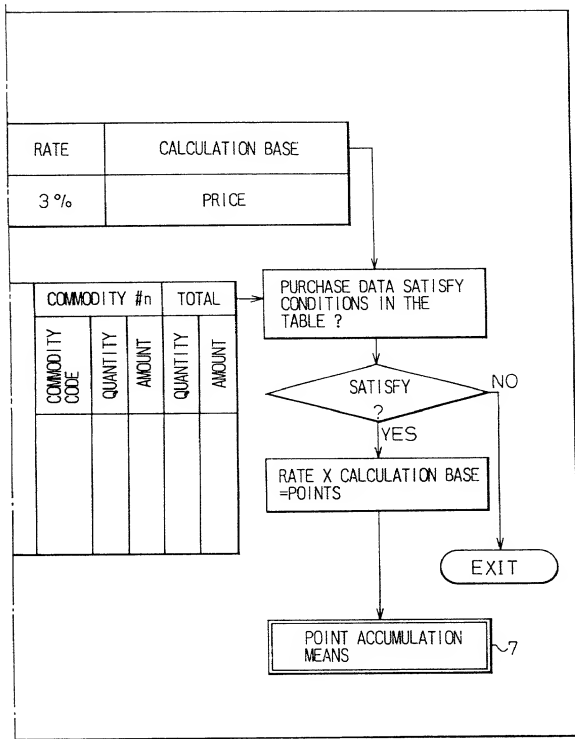 RATE CALCULATION BASE
3% PRICE
COMMODITY #n TOTAL
COMMODITY CODE QUANTITY AMOUNT QUANTITY AMOUNT
PURCHASE DATA SATISFY
CONDITIONS IN THE
TABLE ?
SATISFY
?
NO
YES
RATE X CALCULATION BASE
=POINTS
EXIT
POINT ACCUMULATION
MEANS
7